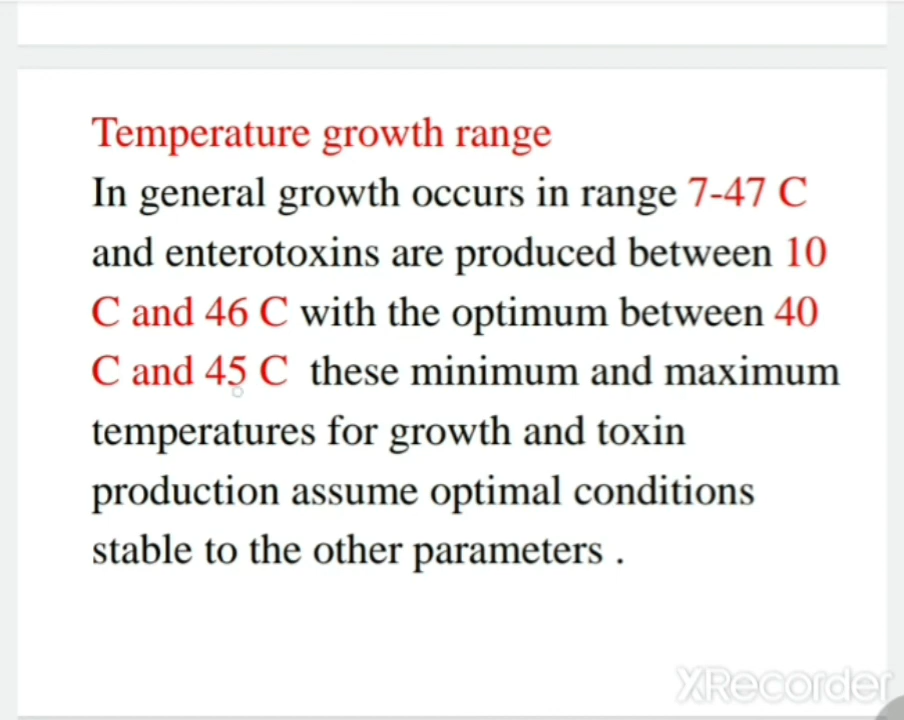 Temperature growth range
In general growth occurs in range 7-47 C
and enterotoxins are produced between 10
C and 46 C with the optimum between 40
C and 45 C these minimum and maximum
temperatures for growth and toxin
production assume optimal conditions
stable to the other parameters .
XRecorder